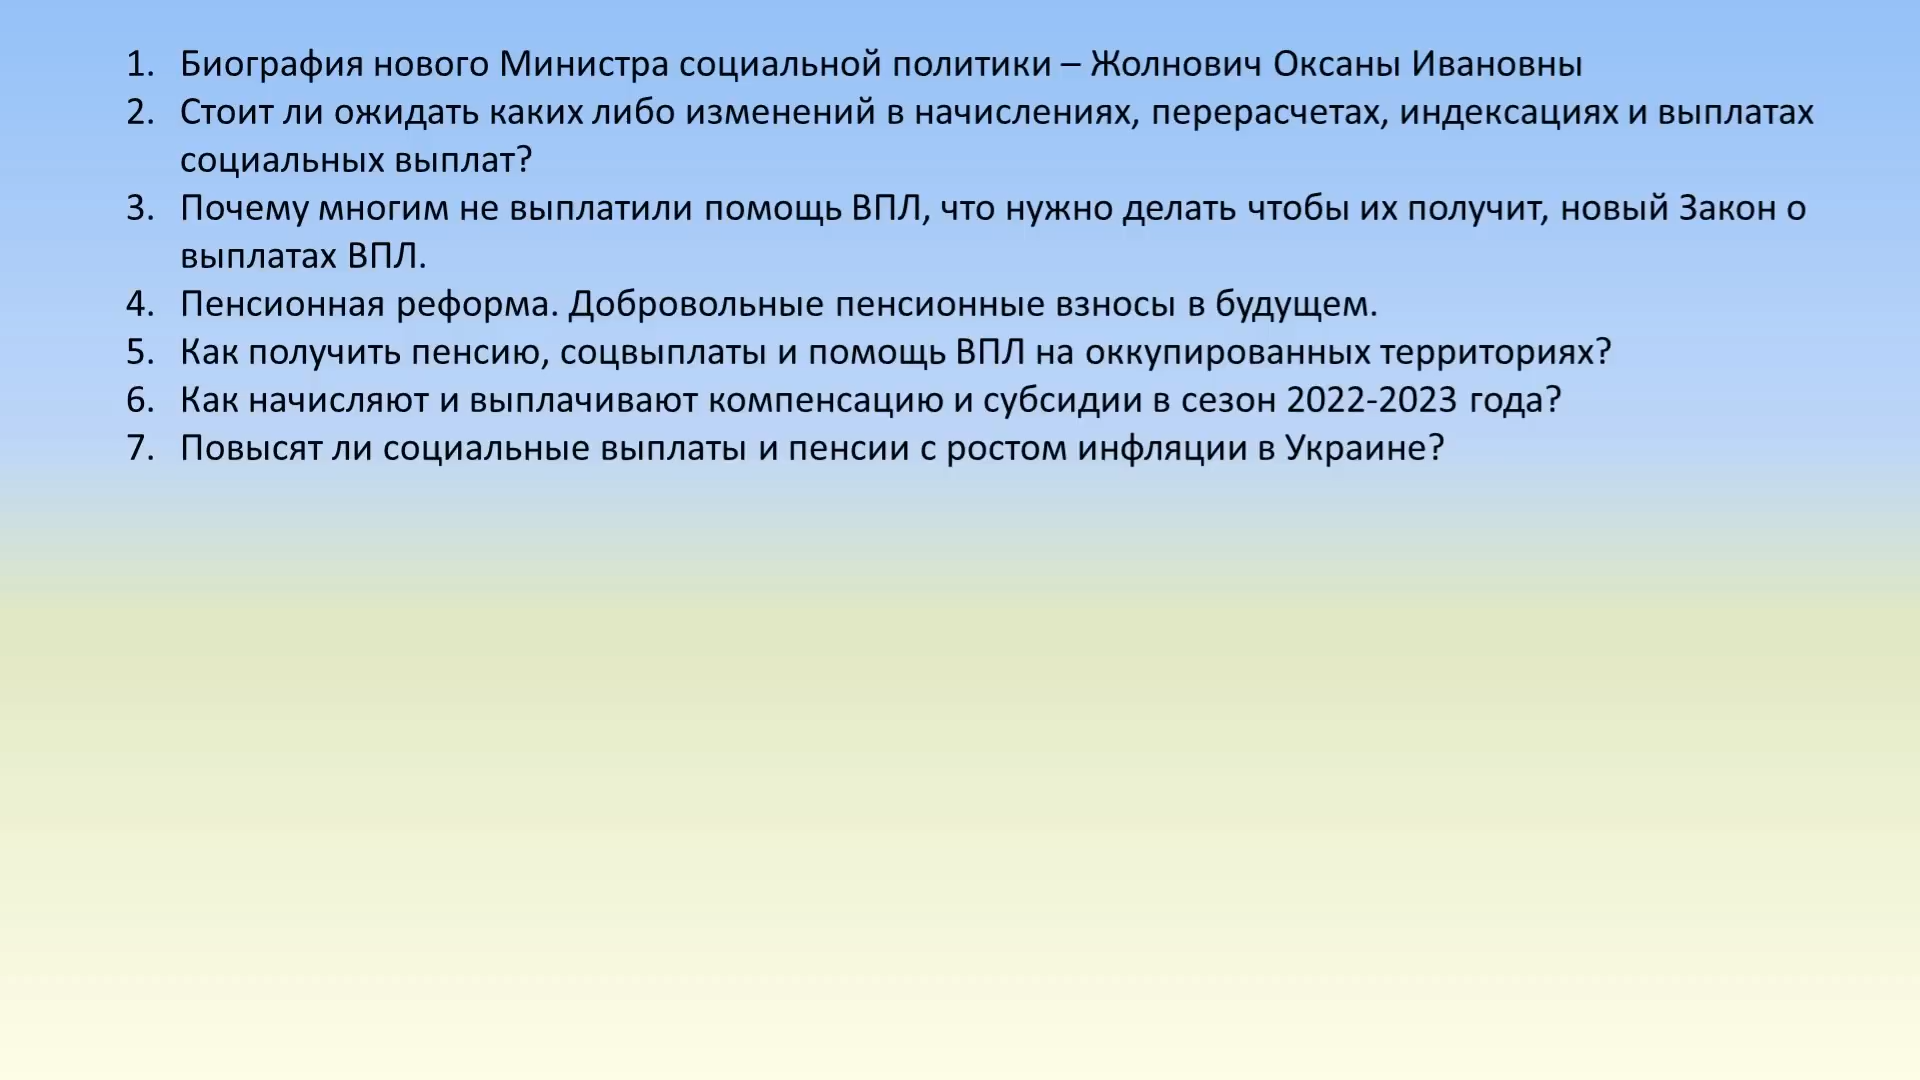 1. Биография нового Министра социальной политики – Жолнович Оксаны Ивановны
2. Стоит ли ожидать каких либо изменений в начислениях, перерасчетах, индексациях и выплатах
социальных выплат?
3. Почему многим не выплатили помощь ВПЛ, что нужно делать чтобы их получит, новый Закон о
выплатах ВПЛ.
4. Пенсионная реформа. Добровольные пенсионные взносы в будущем.
5. Как получить пенсию, соцвыплаты и помощь ВПЛ на оккупированных территориях?
6. Как начисляют и выплачивают компенсацию и субсидии в сезон 2022-2023 года?
7. Повысят ли социальные выплаты и пенсии с ростом инфляции в Украине?